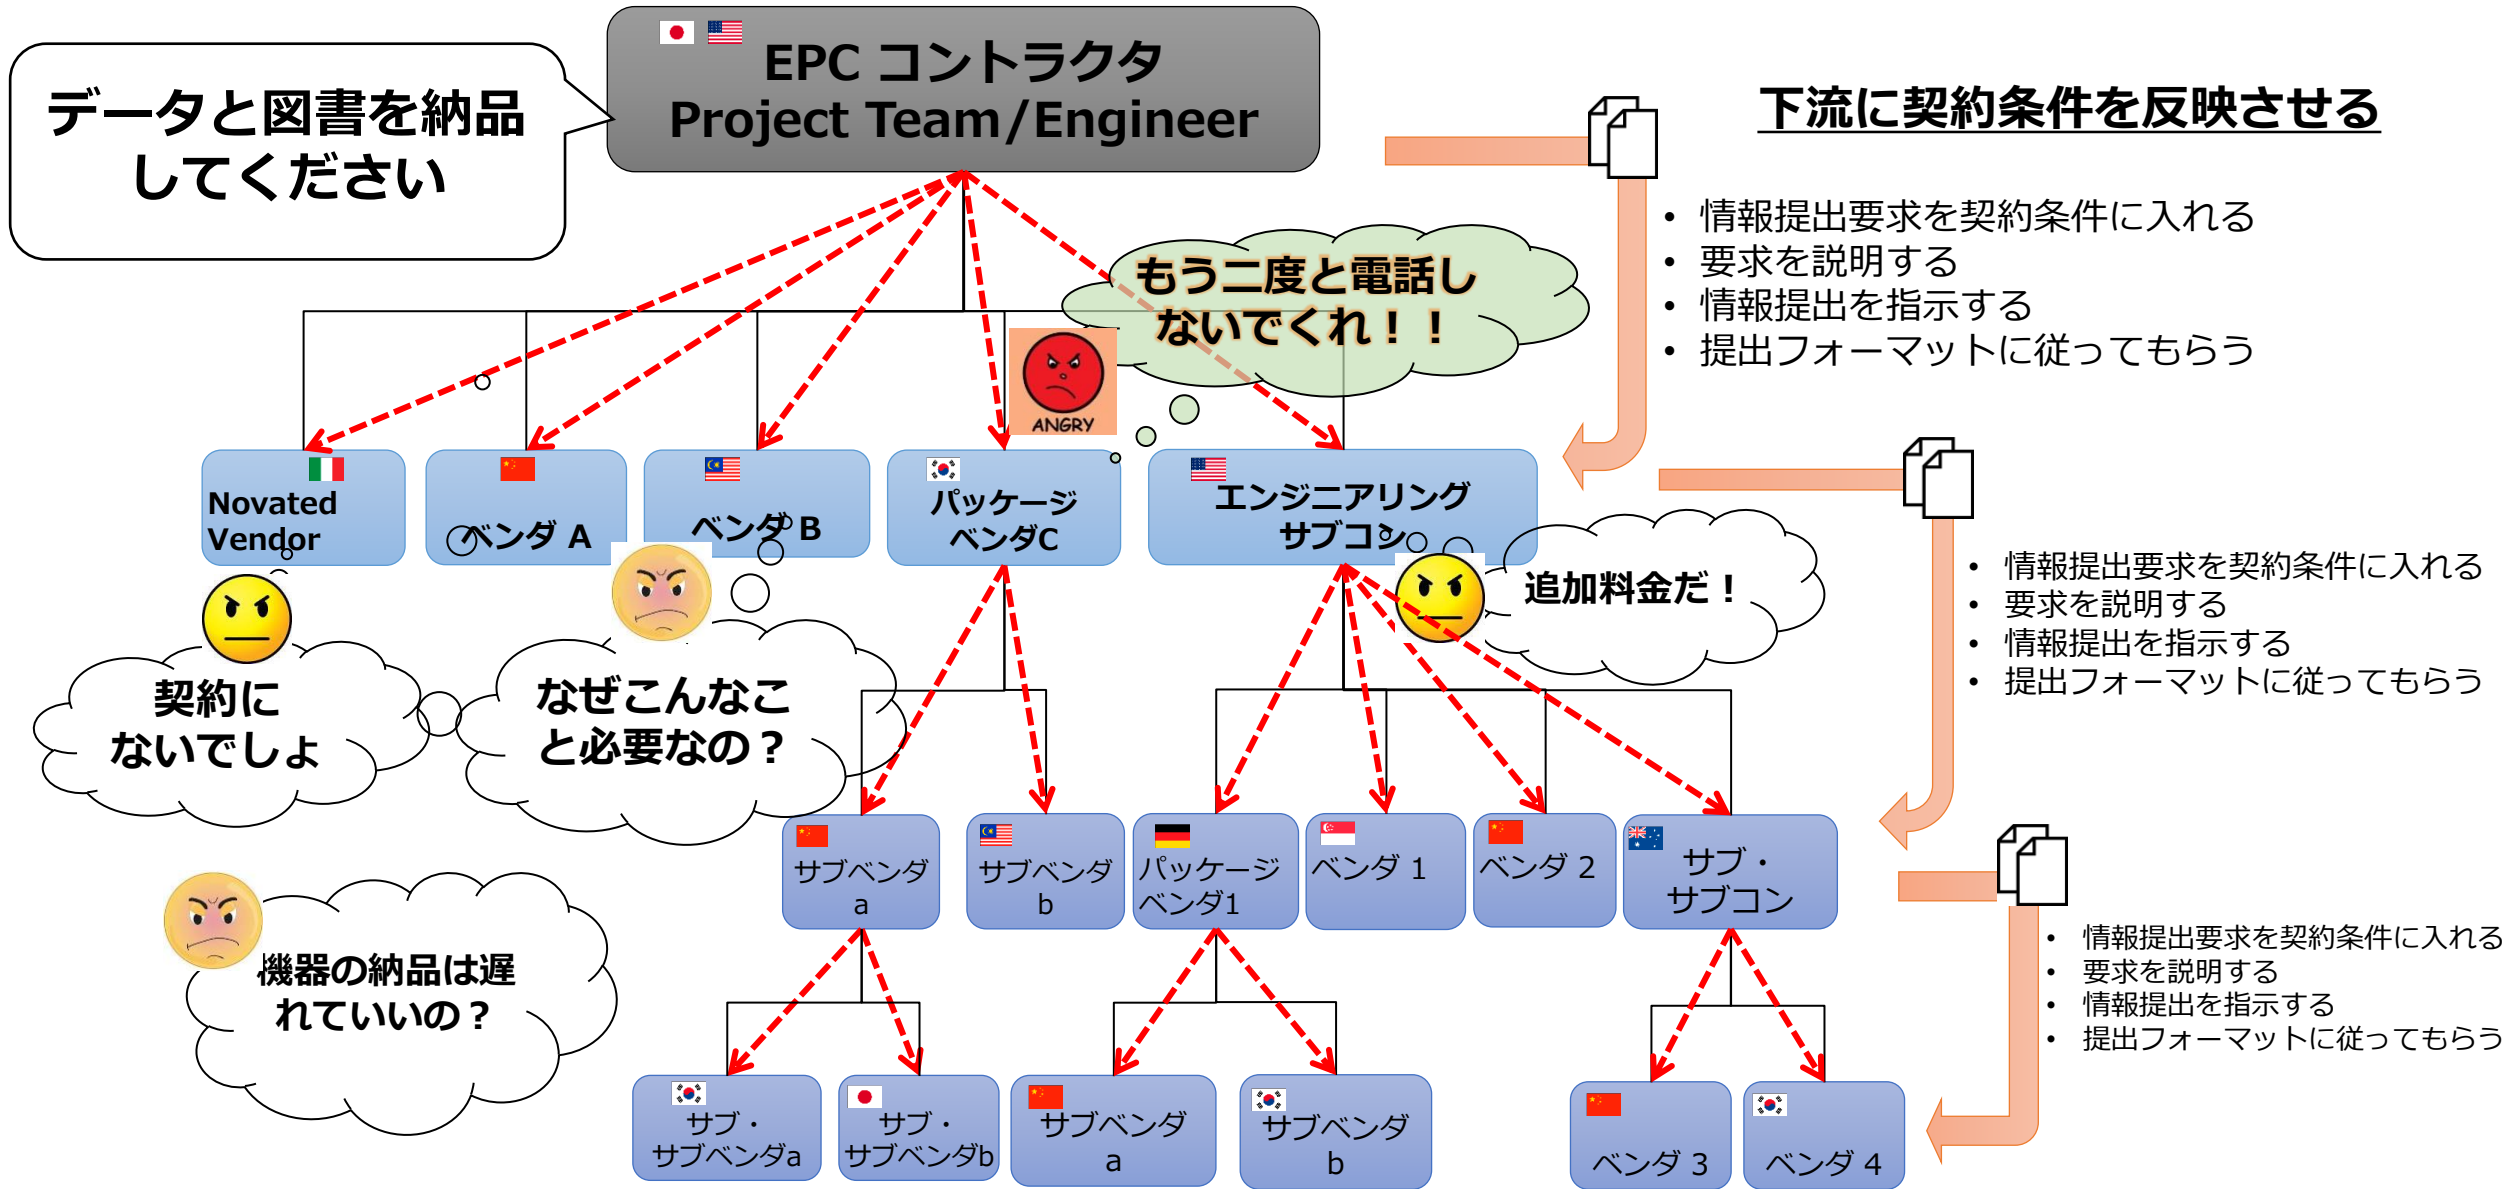 EPC コントラクタ
Project Team/Engineer
データと図書を納品
してください
下流に契約条件を反映させる
• 情報提出要求を契約条件に入れる
• 要求を説明する
• 情報提出を指示する
• 提出フォーマットに従ってもらう
もう二度と電話し
ないでくれ！！
ANGRY
Novated
Vendor
ベンダ A
ベンダ B
パッケージ
ベンダC
エンジニアリング
サブコン
追加料金だ！
• 情報提出要求を契約条件に入れる
• 要求を説明する
• 情報提出を指示する
• 提出フォーマットに従ってもらう
契約に
ないでしょ
なぜこんなこ
と必要なの？
サブベンダ
a
サブベンダ
b
パッケージ
ベンダ1
ベンダ 1
ベンダ 2
サブ・
サブコン
機器の納品は遅
れていいの？
• 情報提出要求を契約条件に入れる
• 要求を説明する
• 情報提出を指示する
• 提出フォーマットに従ってもらう
サブ・
サブベンダa
サブ・
サブベンダb
サブベンダ
a
サブベンダ
b
ベンダ 3
ベンダ 4